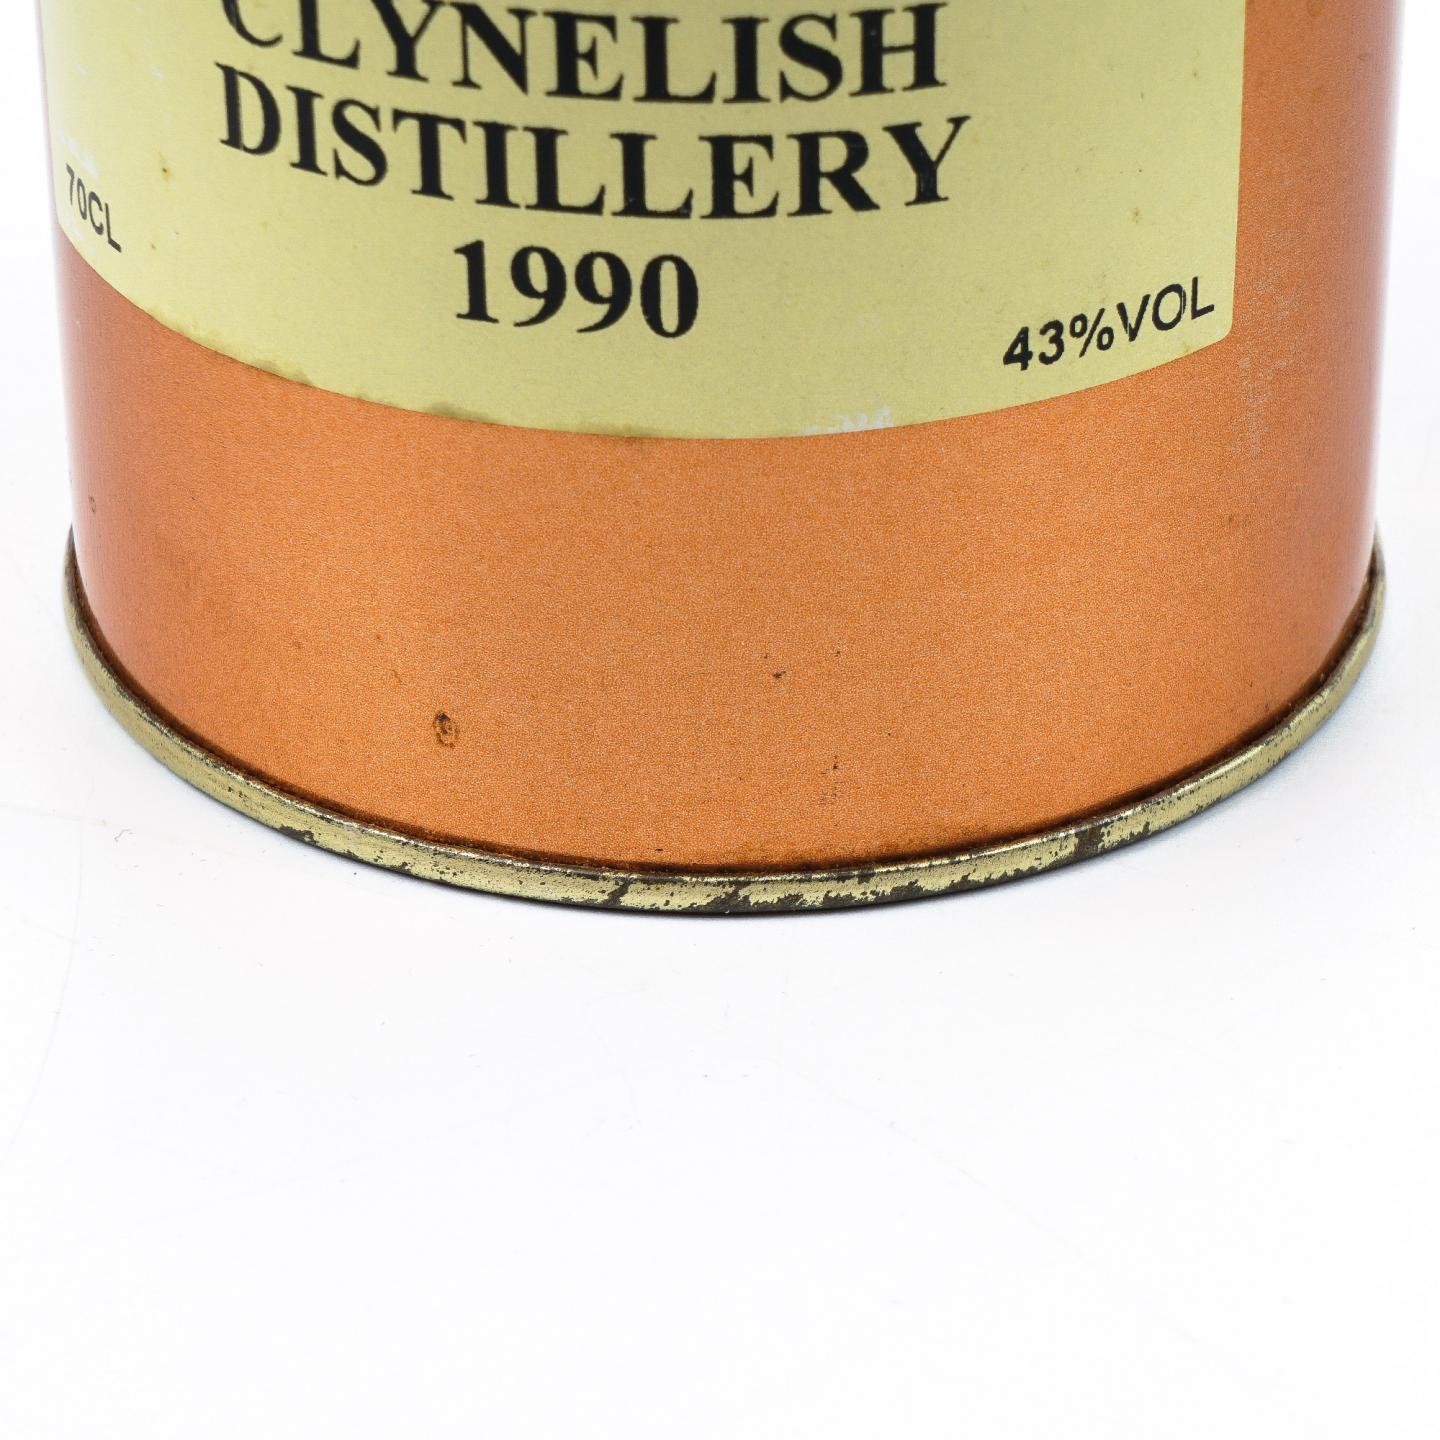 CLYNELISH
DISTILLERY
70CL
1990
43%VOL